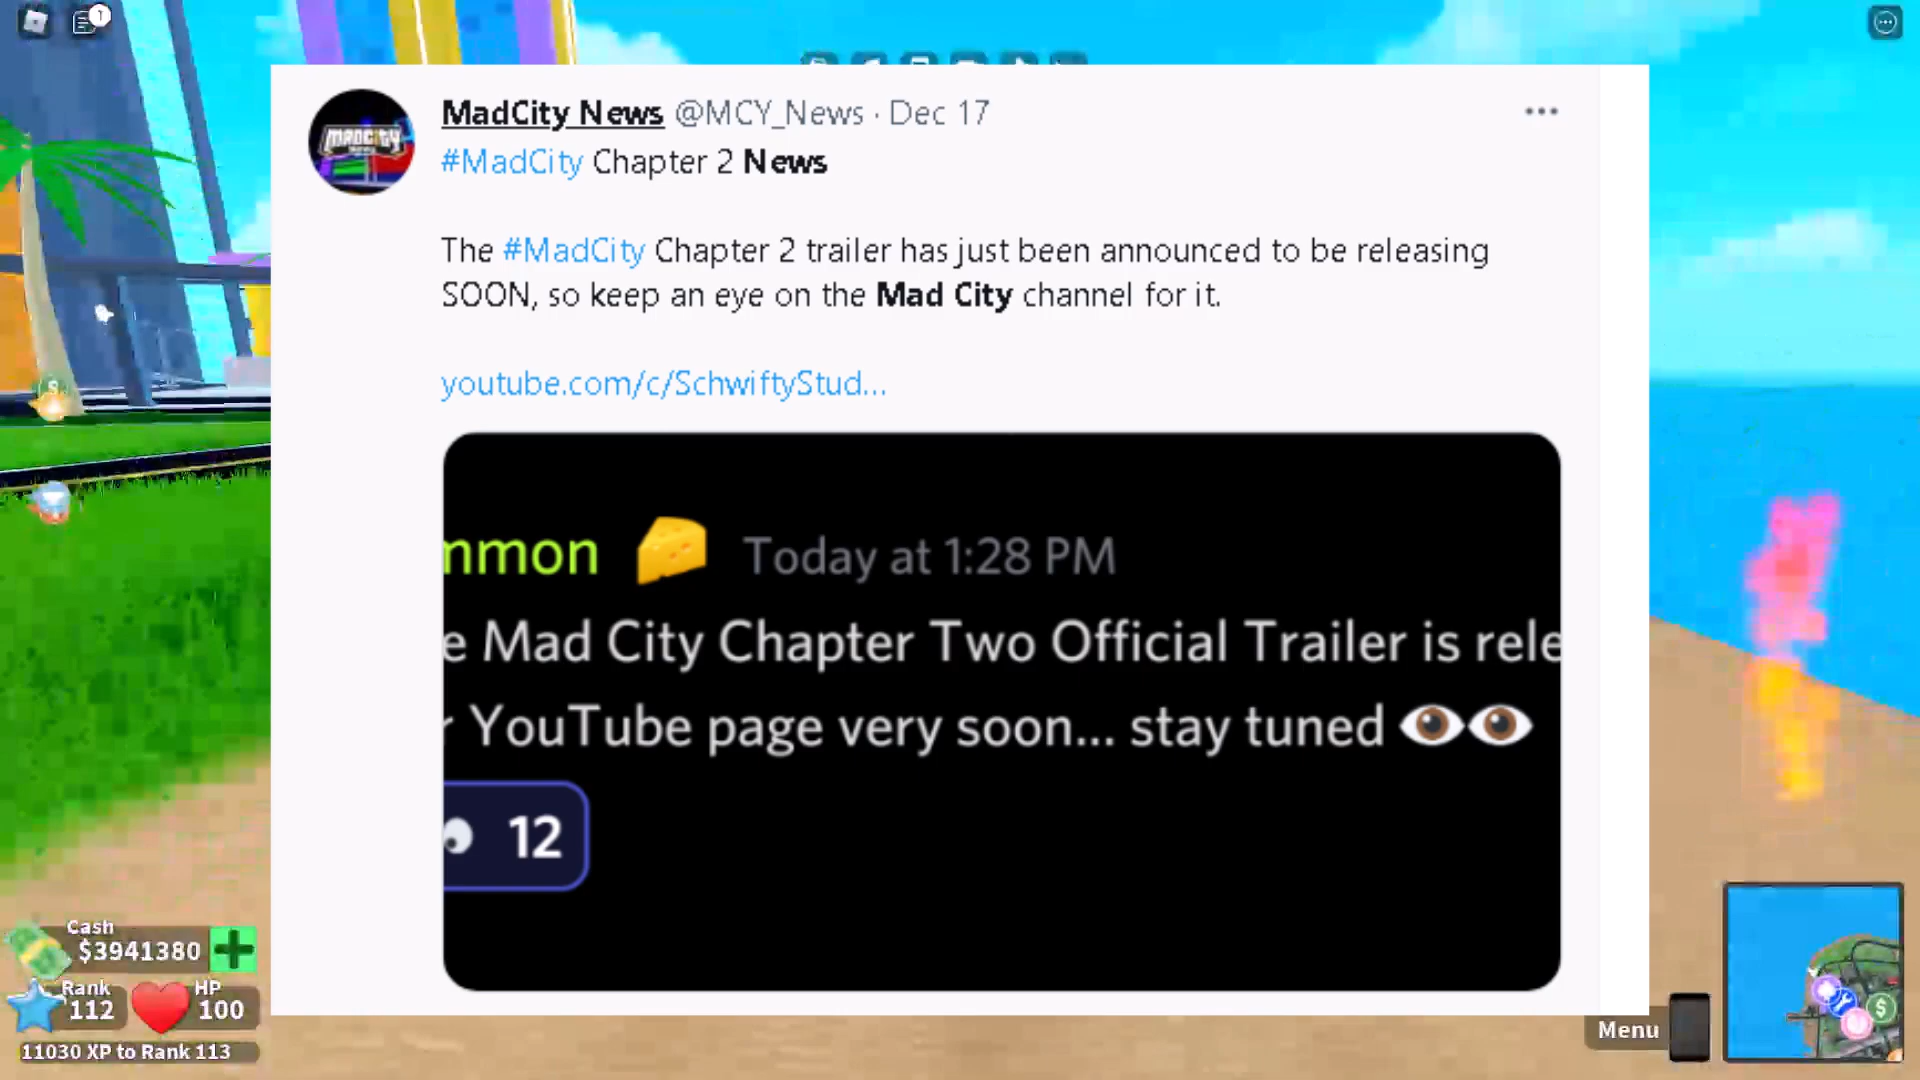 1
MadCity News @MCY_News · Dec 17
#MadCity Chapter 2 News
The #MadCity Chapter 2 trailer has just been announced to be releasing
SOON, so keep an eye on the Mad City channel for it.
youtube.com/c/SchwiftyStud...
MADCITY
mmon Today at 1:28 PM
e Mad City Chapter Two Official Trailer is rele
r YouTube page very soon... stay tuned 👀
12
Cash
$3941380
Rank
112
HP
100
11030 XP to Rank 113
Menu
$